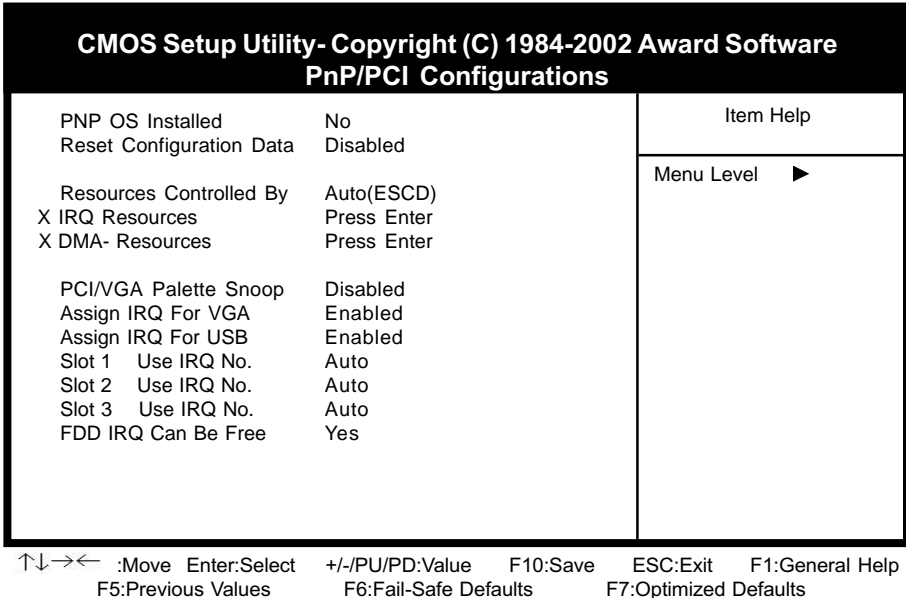 CMOS Setup Utility- Copyright (C) 1984-2002 Award Software
PnP/PCI Configurations
PNP OS Installed No
Reset Configuration Data Disabled
Resources Controlled By Auto(ESCD)
X IRQ Resources Press Enter
X DMA- Resources Press Enter
PCI/VGA Palette Snoop Disabled
Assign IRQ For VGA Enabled
Assign IRQ For USB Enabled
Slot 1 Use IRQ No. Auto
Slot 2 Use IRQ No. Auto
Slot 3 Use IRQ No. Auto
FDD IRQ Can Be Free Yes
Item Help
Menu Level ▶
↑↓→← :Move Enter:Select +/-/PU/PD:Value F10:Save ESC:Exit F1:General Help
F5:Previous Values F6:Fail-Safe Defaults F7:Optimized Defaults